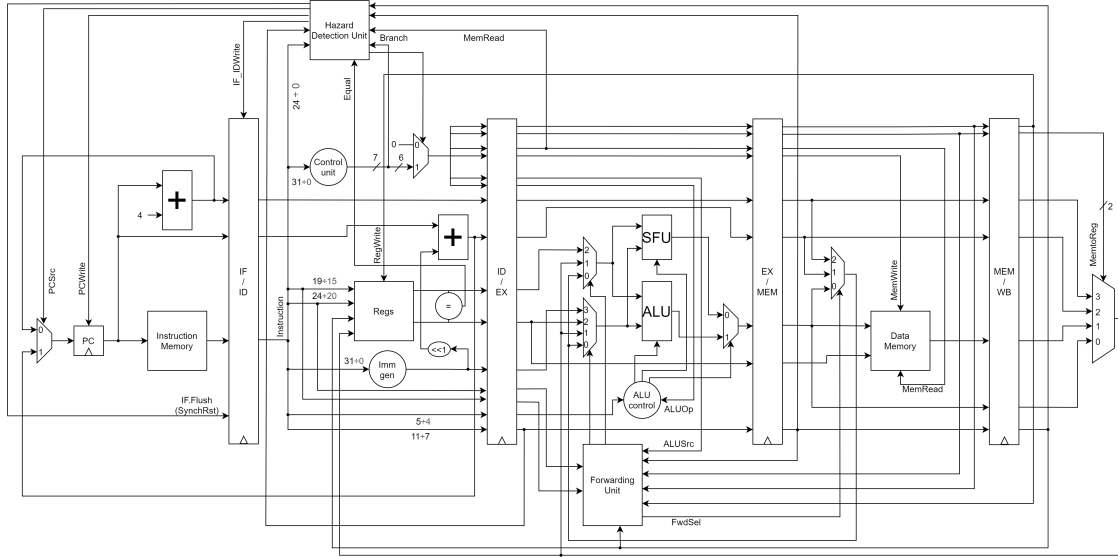 Hazard
Detection Unit
Branch
MemRead
IF_IDWrite
Equal
24 ÷ 0
PCSrc
PCWrite
0
0
1
7
6
Control
unit
31÷0
+
4
+
RegWrite
IF
/
ID
ID
/
EX
EX
/
MEM
MEM
/
WB
2
MemtoReg
SFU
ALU
2
1
0
3
2
1
0
0
1
2
1
0
MemWrite
3
2
1
0
Instruction
19÷15
24÷20
Regs
=
<<1
0
1
PC
Instruction
Memory
Data
Memory
MemRead
31÷0
Imm
gen
ALU
control
ALUOp
IF.Flush
(SynchRst)
5÷4
11÷7
ALUSrc
Forwarding
Unit
FwdSel